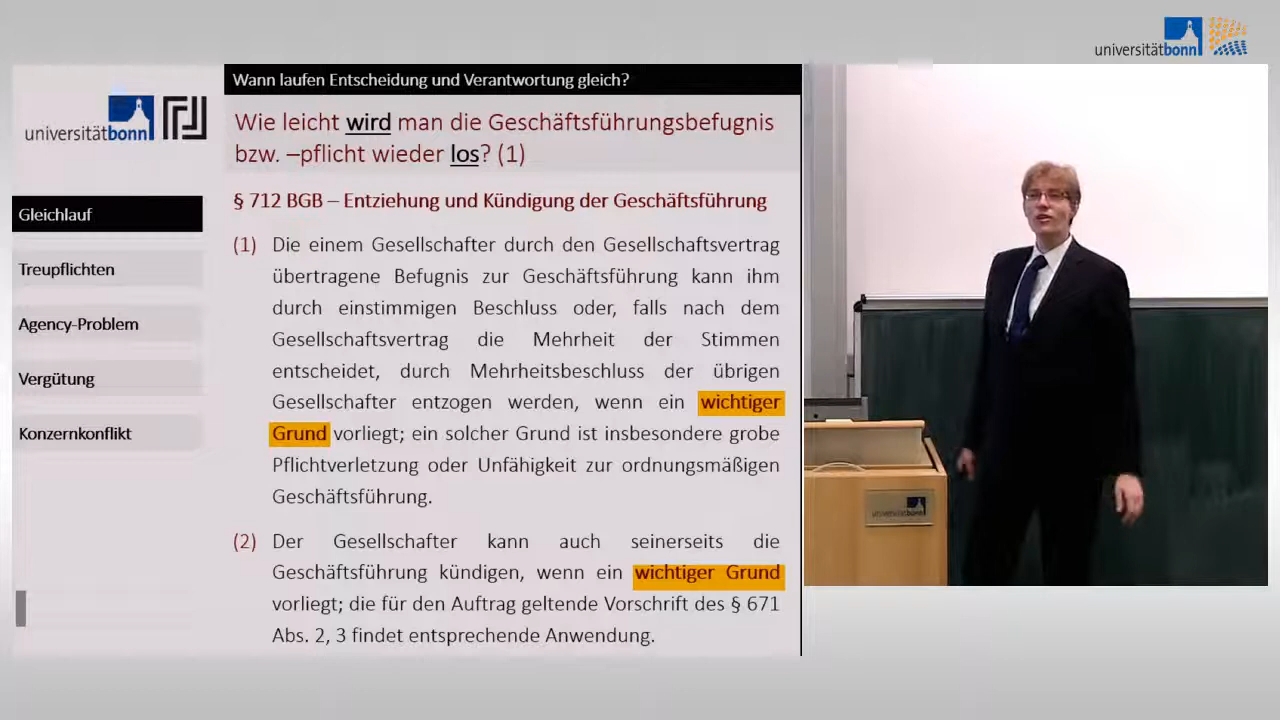 universitätbonn
Wann laufen Entscheidung und Verantwortung gleich?
universitätbonn
Wie leicht wird man die Geschäftsführungsbefugnis
bzw. –pflicht wieder los? (1)
§ 712 BGB – Entziehung und Kündigung der Geschäftsführung
Gleichlauf
Treupflichten
Agency-Problem
Vergütung
Konzernkonflikt
(1) Die einem Gesellschafter durch den Gesellschaftsvertrag
übertragene Befugnis zur Geschäftsführung kann ihm
durch einstimmigen Beschluss oder, falls nach dem
Gesellschaftsvertrag die Mehrheit der Stimmen
entscheidet, durch Mehrheitsbeschluss der übrigen
Gesellschafter entzogen werden, wenn ein wichtiger
Grund vorliegt; ein solcher Grund ist insbesondere grobe
Pflichtverletzung oder Unfähigkeit zur ordnungsmäßigen
Geschäftsführung.
(2) Der Gesellschafter kann auch seinerseits die
Geschäftsführung kündigen, wenn ein wichtiger Grund
vorliegt; die für den Auftrag geltende Vorschrift des § 671
Abs. 2, 3 findet entsprechende Anwendung.
universitätbonn